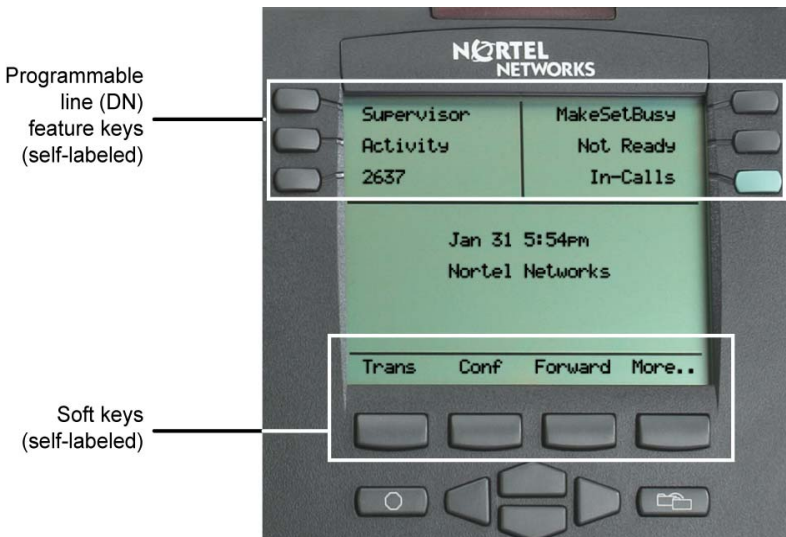 NORTEL
NETWORKS
Programmable
line (DN)
feature keys
(self-labeled)
Supervisor MakeSetBusy
Activity Not Ready
2637 In-Calls
Jan 31 5:54pm
Nortel Networks
Trans Conf Forward More..
Soft keys
(self-labeled)